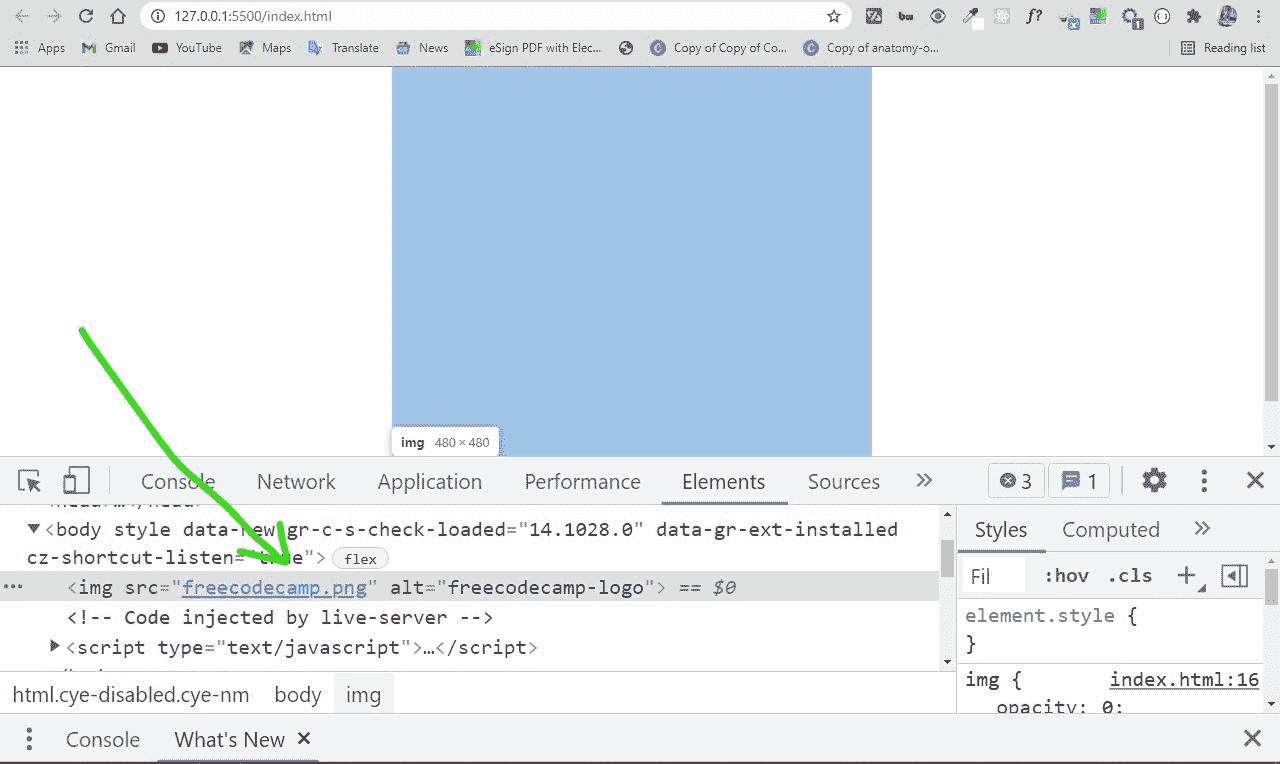 127.0.0.1:5500/index.html
f?
Apps Gmail YouTube Maps Translate News eSign PDF with Elec... Copy of Copy of Co... Copy of anatomy-o... Reading list
img 480 × 480
Console Network Application Performance Elements Sources 3 1
<body style data-new-gr-c-s-check-loaded="14.1028.0" data-gr-ext-installed
cz-shortcut-listen="true"> flex
<img src="freecodecamp.png" alt="freecodecamp-logo"> == $0
<!-- Code injected by live-server -->
<script type="text/javascript">…</script>
html.cye-disabled.cye-nm body img
Styles Computed
Fil :hov .cls
element.style {
}
img { index.html:16
opacity: 0;
Console What's New